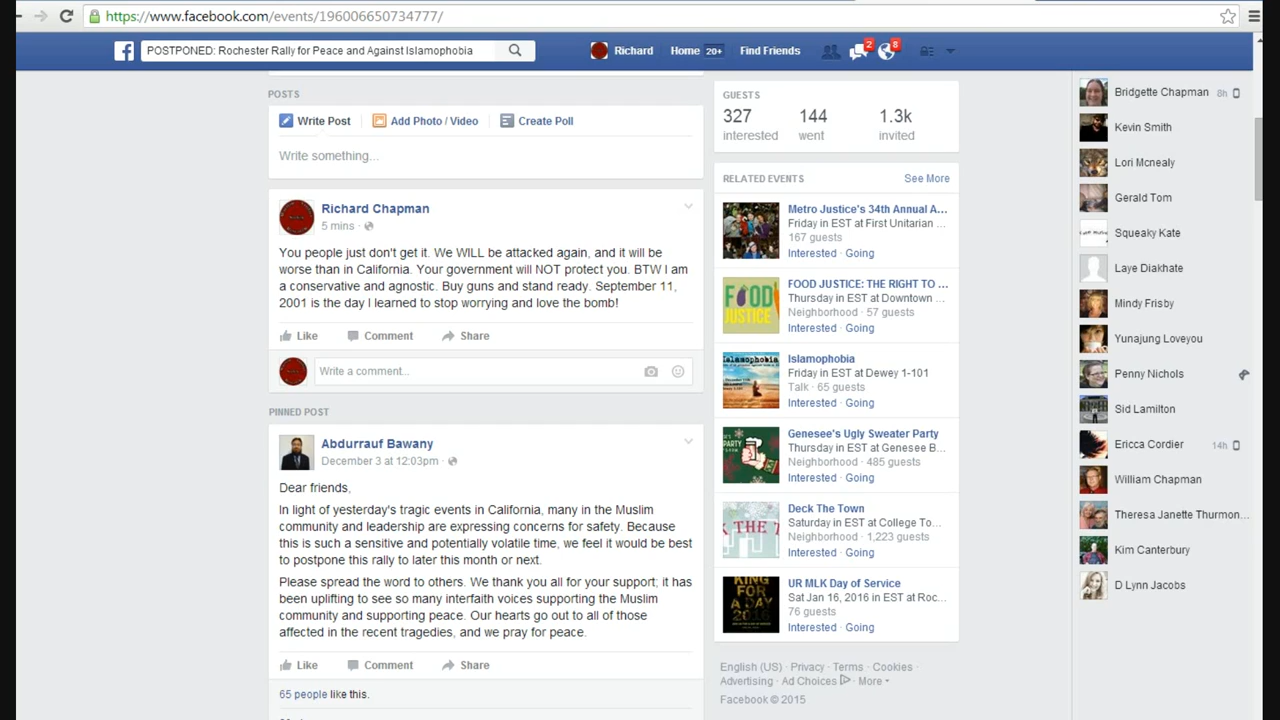 https://www.facebook.com/events/196006650734777/
POSTPONED: Rochester Rally for Peace and Against Islamophobia
Richard
Home 20+
Find Friends
2
8
POSTS
Write Post
Add Photo / Video
Create Poll
Write something...
Richard Chapman
5 mins ·
You people just don't get it. We WILL be attacked again, and it will be
worse than in California. Your government will NOT protect you. BTW I am
a conservative and agnostic. Buy guns and stand ready. September 11,
2001 is the day I learned to stop worrying and love the bomb!
Like
Comment
Share
Write a comment...
PINNED POST
Abdurrauf Bawany
December 3 at 12:03pm ·
Dear friends,
In light of yesterday's tragic events in California, many in the Muslim
community and leadership are expressing concerns for safety. Because
this is such a sensitive and potentially volatile time, we feel it would be best
to postpone this rally to later this month or next.
Please spread the word to others. We thank you all for your support; it has
been uplifting to see so many interfaith voices supporting the Muslim
community and supporting peace. Our hearts go out to all of those
affected in the recent tragedies, and we pray for peace.
Like
Comment
Share
65 people like this.
GUESTS
327
144
1.3k
interested
went
invited
RELATED EVENTS
See More
Metro Justice's 34th Annual A...
Friday in EST at First Unitarian ...
167 guests
Interested · Going
FOOD JUSTICE
FOOD JUSTICE: THE RIGHT TO ...
Thursday in EST at Downtown ...
Neighborhood · 57 guests
Interested · Going
Islamophobia
Islamophobia
Friday in EST at Dewey 1-101
Talk · 65 guests
Interested · Going
Genesee's Ugly Sweater Party
Thursday in EST at Genesee B...
Neighborhood · 485 guests
Interested · Going
THE
Deck The Town
Saturday in EST at College To...
Neighborhood · 1,223 guests
Interested · Going
KING
FOR
A DAY
2016
UR MLK Day of Service
Sat Jan 16, 2016 in EST at Roc...
76 guests
Interested · Going
English (US) · Privacy · Terms · Cookies ·
Advertising · Ad Choices · More
Facebook © 2015
Bridgette Chapman 8h
Kevin Smith
Lori Mcnealy
Gerald Tom
Squeaky Kate
Laye Diakhate
Mindy Frisby
Yunajung Loveyou
Penny Nichols
Sid Lamilton
Ericca Cordier 14h
William Chapman
Theresa Janette Thurmon...
Kim Canterbury
D Lynn Jacobs